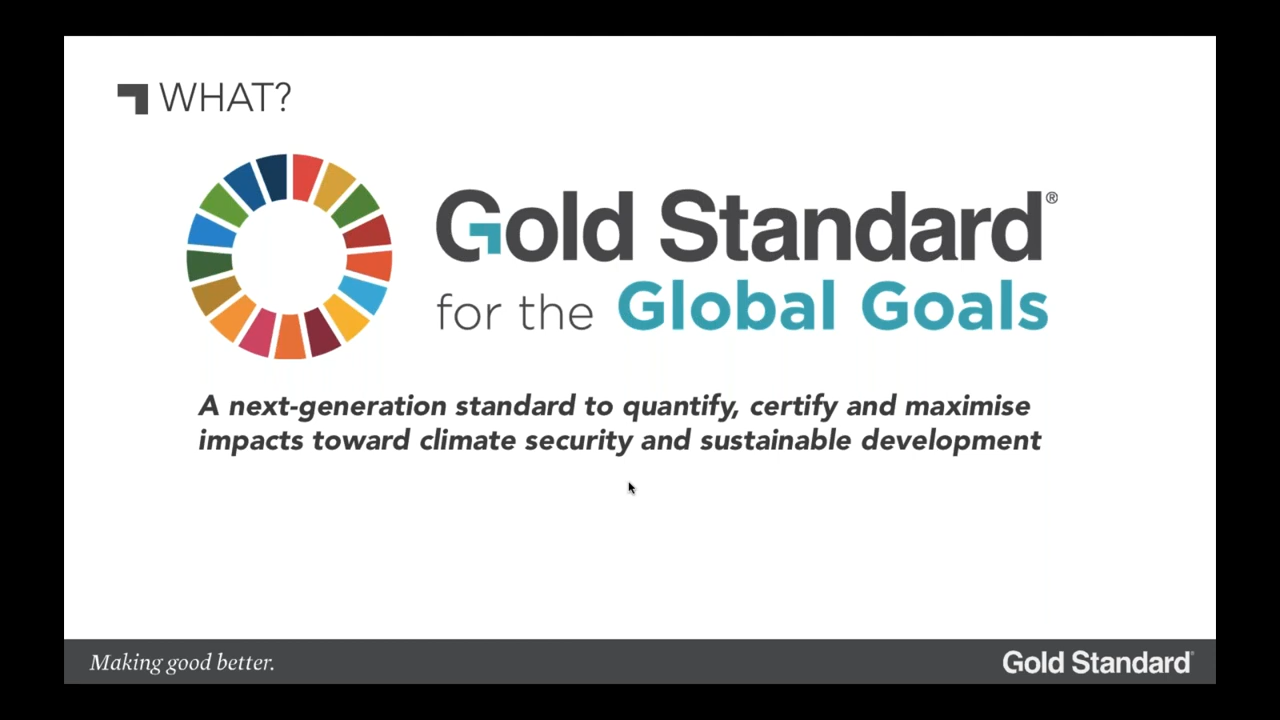 WHAT?
Gold Standard®
for the Global Goals
A next-generation standard to quantify, certify and maximise
impacts toward climate security and sustainable development
Making good better.
Gold Standard®